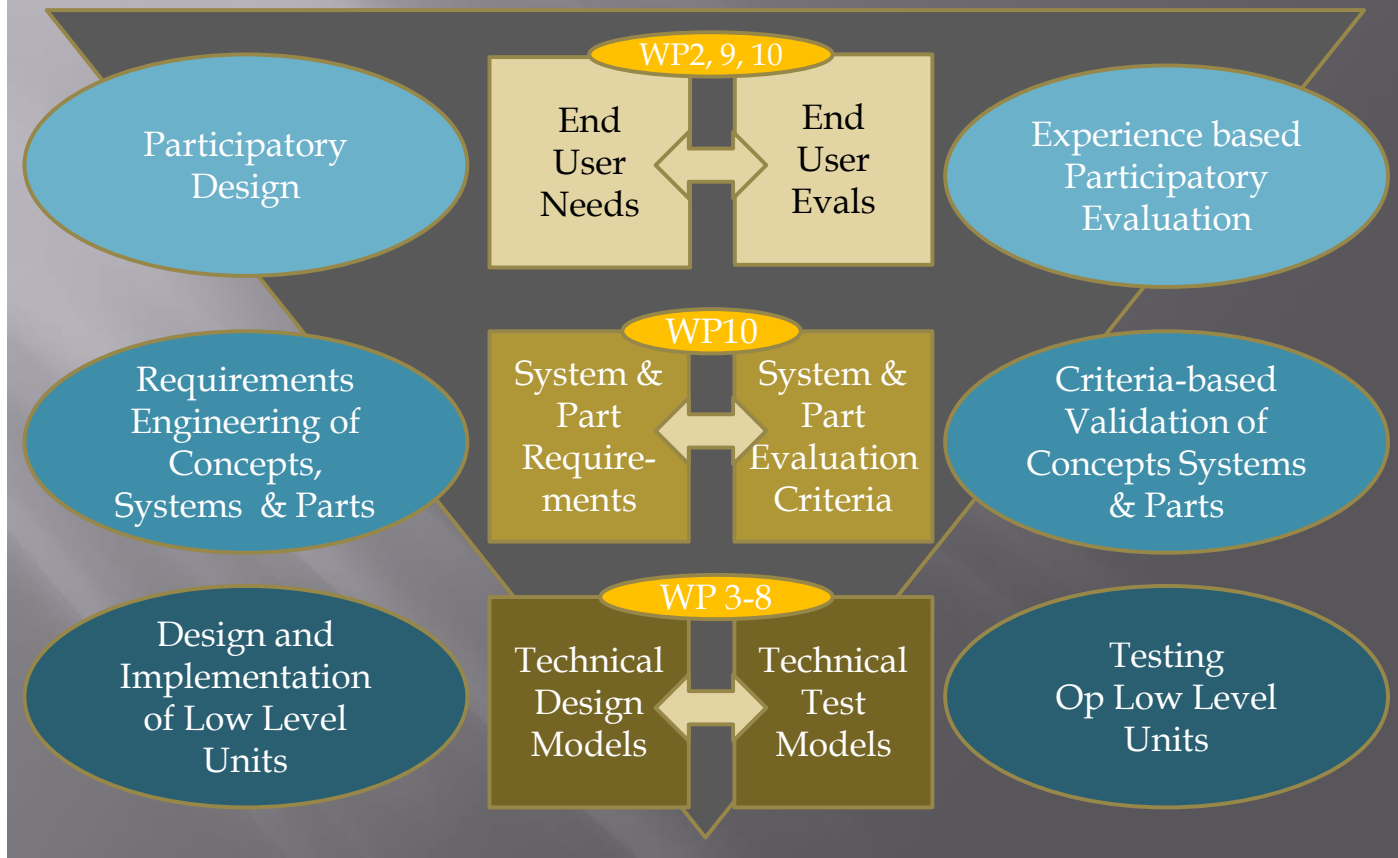 WP2, 9, 10
Participatory
Design
End
User
Needs
End
User
Evals
Experience based
Participatory
Evaluation
WP10
Requirements
Engineering of
Concepts,
Systems & Parts
System &
Part
Require-
ments
System &
Part
Evaluation
Criteria
Criteria-based
Validation of
Concepts Systems
& Parts
WP 3-8
Design and
Implementation
of Low Level
Units
Technical
Design
Models
Technical
Test
Models
Testing
Op Low Level
Units